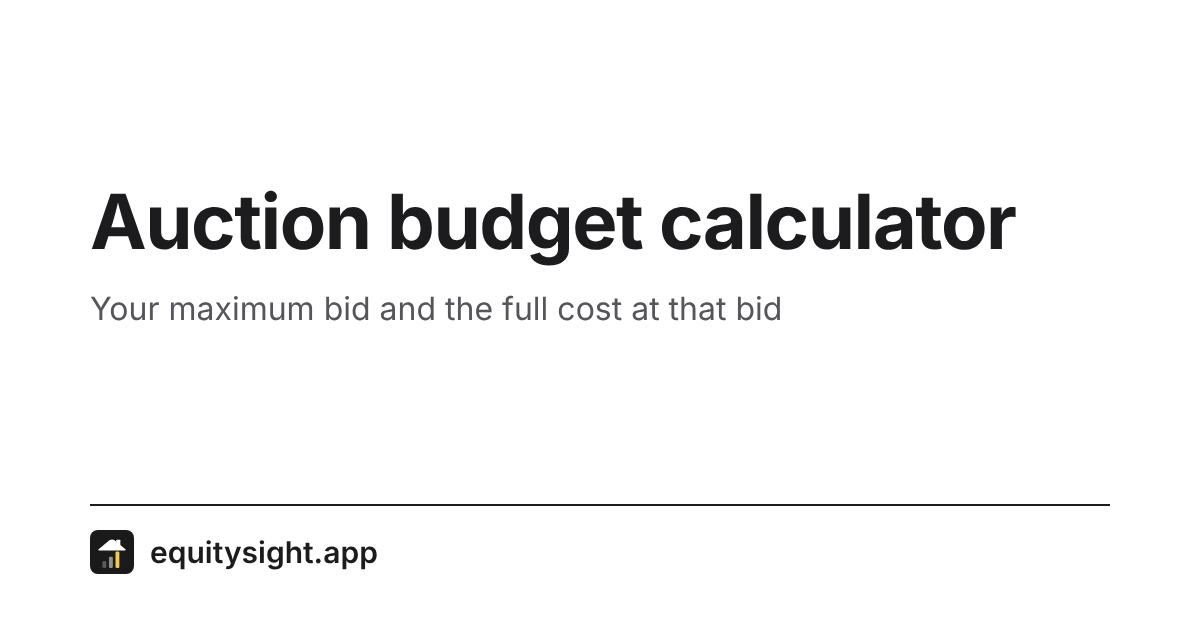 Auction budget calculator
Your maximum bid and the full cost at that bid
equitysight.app